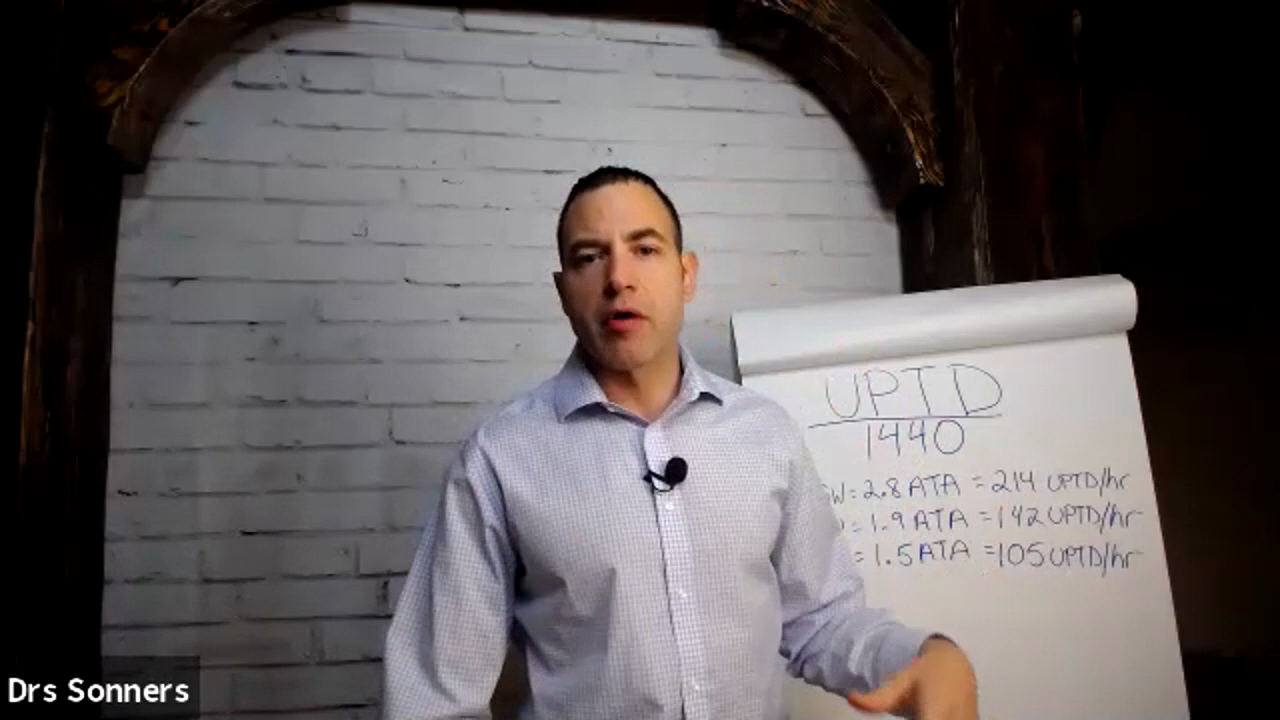 UPTD
1440
W = 2.8 ATA = 214 UPTD/hr
= 1.9 ATA = 142 UPTD/hr
= 1.5 ATA = 105 UPTD/hr
Drs Sonners